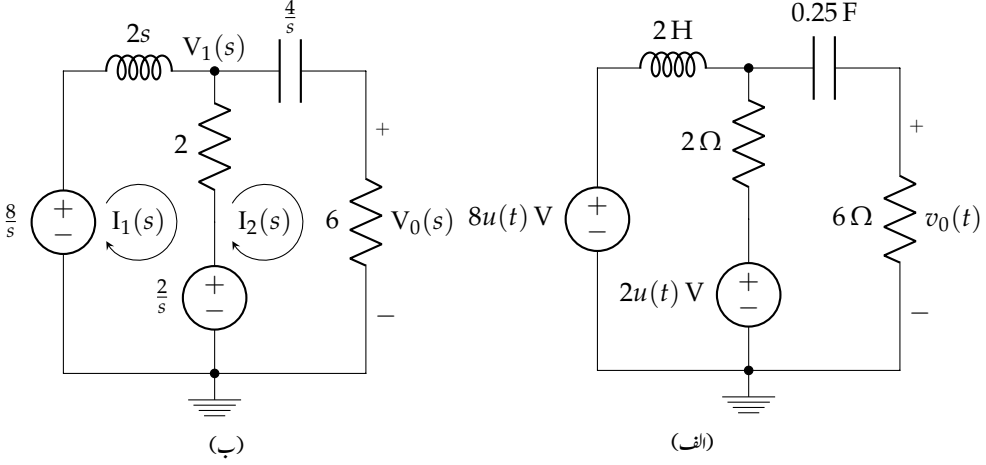 2s
V₁(s)
4/s
2
8/s
I₁(s)
I₂(s)
2/s
6
+
V₀(s)
−
(ب)
2 H
0.25 F
2 Ω
8u(t) V
2u(t) V
6 Ω
+
v₀(t)
−
(الف)